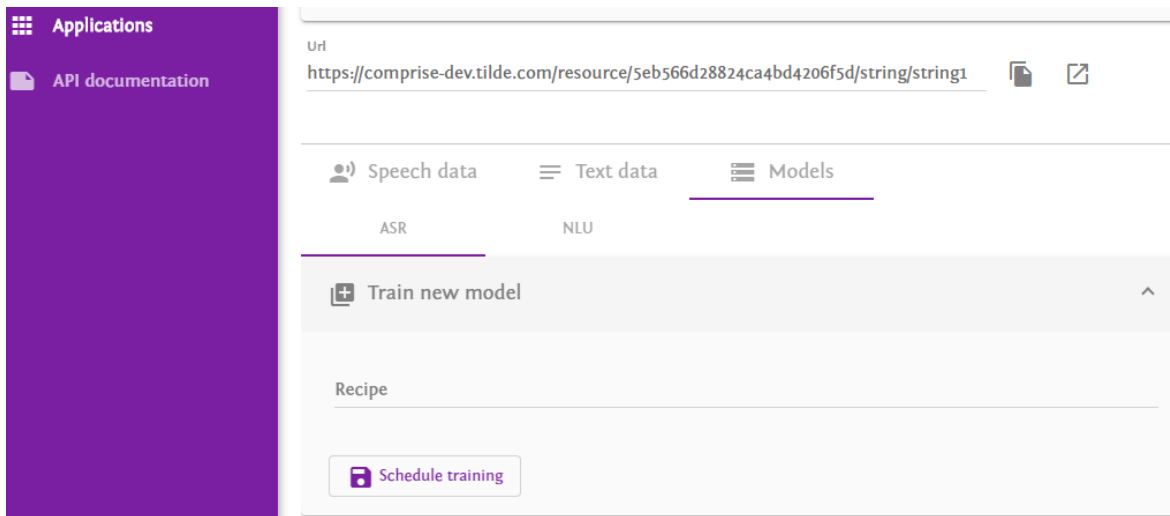 Applications
API documentation
Url
https://comprise-dev.tilde.com/resource/5eb566d28824ca4bd4206f5d/string/string1
Speech data
Text data
Models
ASR
NLU
Train new model
Recipe
Schedule training